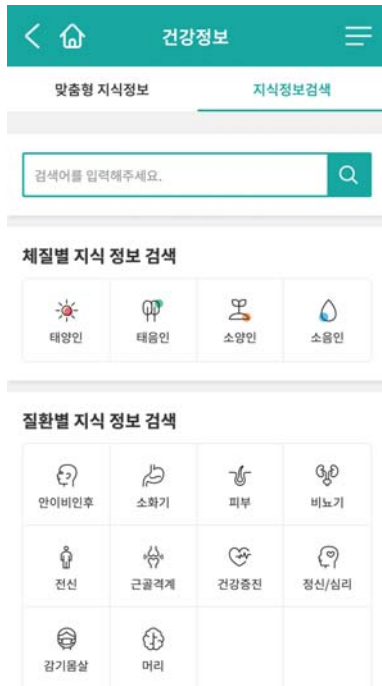 건강정보
맞춤형 지식정보 지식정보검색
검색어를 입력해주세요.
체질별 지식 정보 검색
태양인 태음인 소양인 소음인
질환별 지식 정보 검색
안이비인후 소화기 피부 비뇨기
전신 근골격계 건강증진 정신/심리
감기몸살 머리